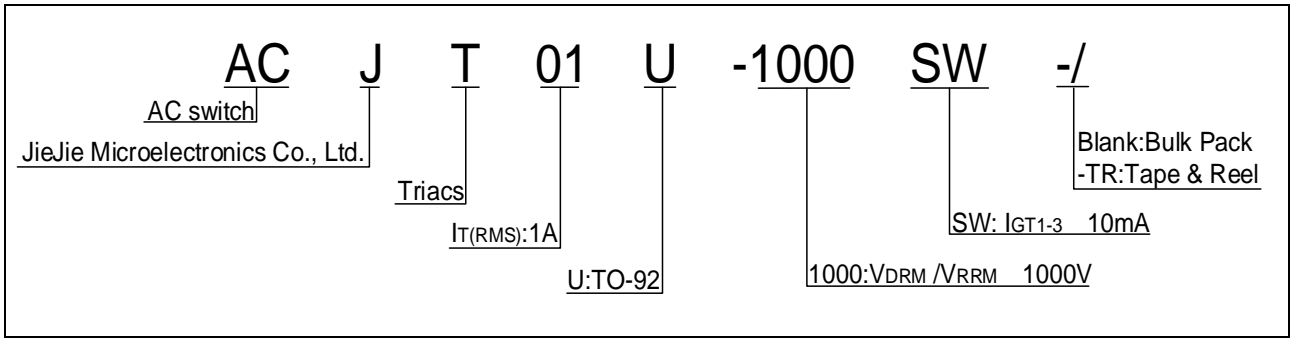 AC J T 01 U -1000 SW -/
AC switch
JieJie Microelectronics Co., Ltd.
Triacs
IT(RMS):1A
U:TO-92
1000:VDRM /VRRM 1000V
SW: IGT1-3 10mA
Blank:Bulk Pack
-TR:Tape & Reel